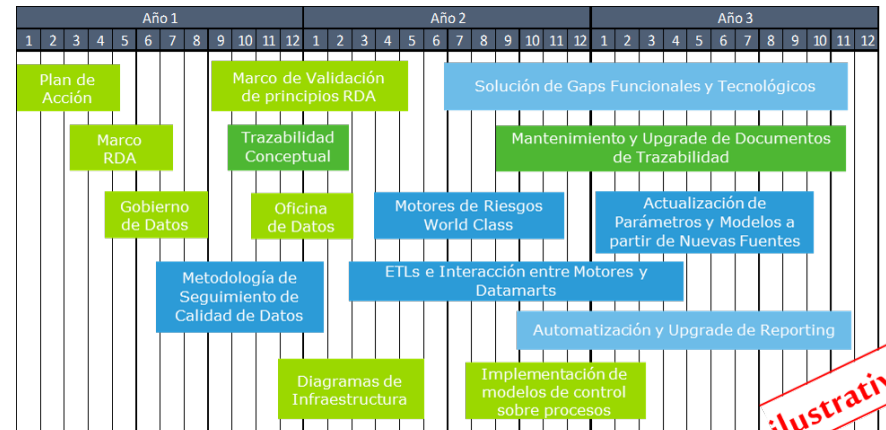 Año 1 Año 2 Año 3
1 2 3 4 5 6 7 8 9 10 11 12 1 2 3 4 5 6 7 8 9 10 11 12 1 2 3 4 5 6 7 8 9 10 11 12
Plan de
Acción
Marco de Validación
de principios RDA
Solución de Gaps Funcionales y Tecnológicos
Marco
RDA
Trazabilidad
Conceptual
Mantenimiento y Upgrade de Documentos
de Trazabilidad
Gobierno
de Datos
Oficina
de Datos
Motores de Riesgos
World Class
Actualización de
Parámetros y Modelos a
partir de Nuevas Fuentes
Metodología de
Seguimiento de
Calidad de Datos
ETLs e Interacción entre Motores y
Datamarts
Automatización y Upgrade de Reporting
Diagramas de
Infraestructura
Implementación de
modelos de control
sobre procesos